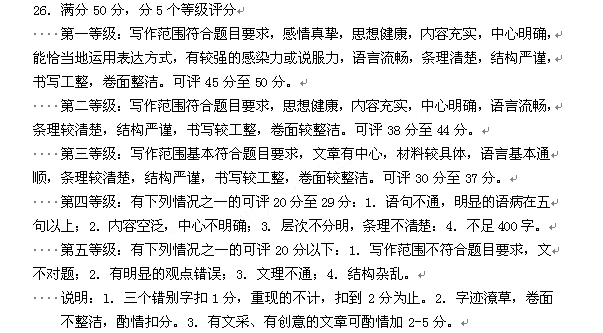 26. 满分 50 分，分 5 个等级评分
第一等级：写作范围符合题目要求，感情真挚，思想健康，内容充实，中心明确，
能恰当地运用表达方式，有较强的感染力或说服力，语言流畅，条理清楚，结构严谨，
书写工整，卷面整洁。可评 45 分至 50 分。
第二等级：写作范围符合题目要求，思想健康，内容充实，中心明确，语言流畅，
条理较清楚，结构严谨，书写较工整，卷面较整洁。可评 38 分至 44 分。
第三等级：写作范围基本符合题目要求，文章有中心，材料较具体，语言基本通
顺，条理较清楚，结构严谨，书写较工整，卷面较整洁。可评 30 分至 37 分。
第四等级：有下列情况之一的可评 20 分至 29 分：1. 语句不通，明显的语病在五
句以上；2. 内容空泛，中心不明确；3. 层次不分明，条理不清楚：4. 不足 400 字。
第五等级：有下列情况之一的可评 20 分以下：1. 写作范围不符合题目要求，文
不对题；2. 有明显的观点错误；3. 文理不通；4. 结构杂乱。
说明：1. 三个错别字扣 1 分，重现的不计，扣到 2 分为止。2. 字迹潦草，卷面
不整洁，酌情扣分。3. 有文采、有创意的文章可酌情加 2-5 分。